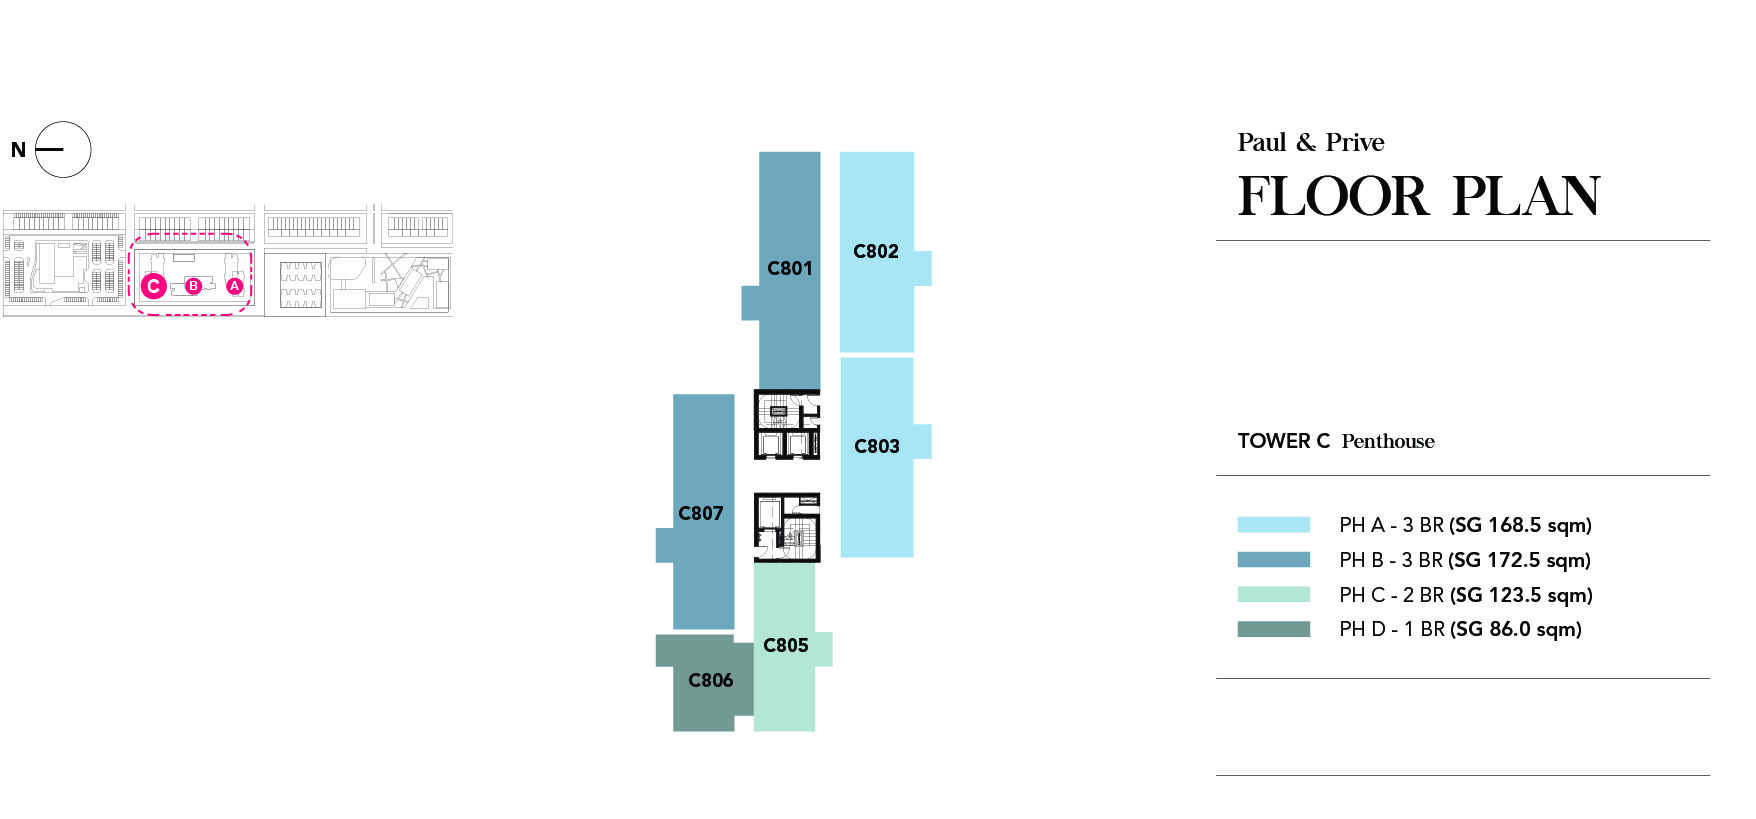 N
C
B
A
C801
C802
C803
C807
C805
C806
Paul & Prive
FLOOR PLAN
TOWER C Penthouse
PH A - 3 BR (SG 168.5 sqm)
PH B - 3 BR (SG 172.5 sqm)
PH C - 2 BR (SG 123.5 sqm)
PH D - 1 BR (SG 86.0 sqm)